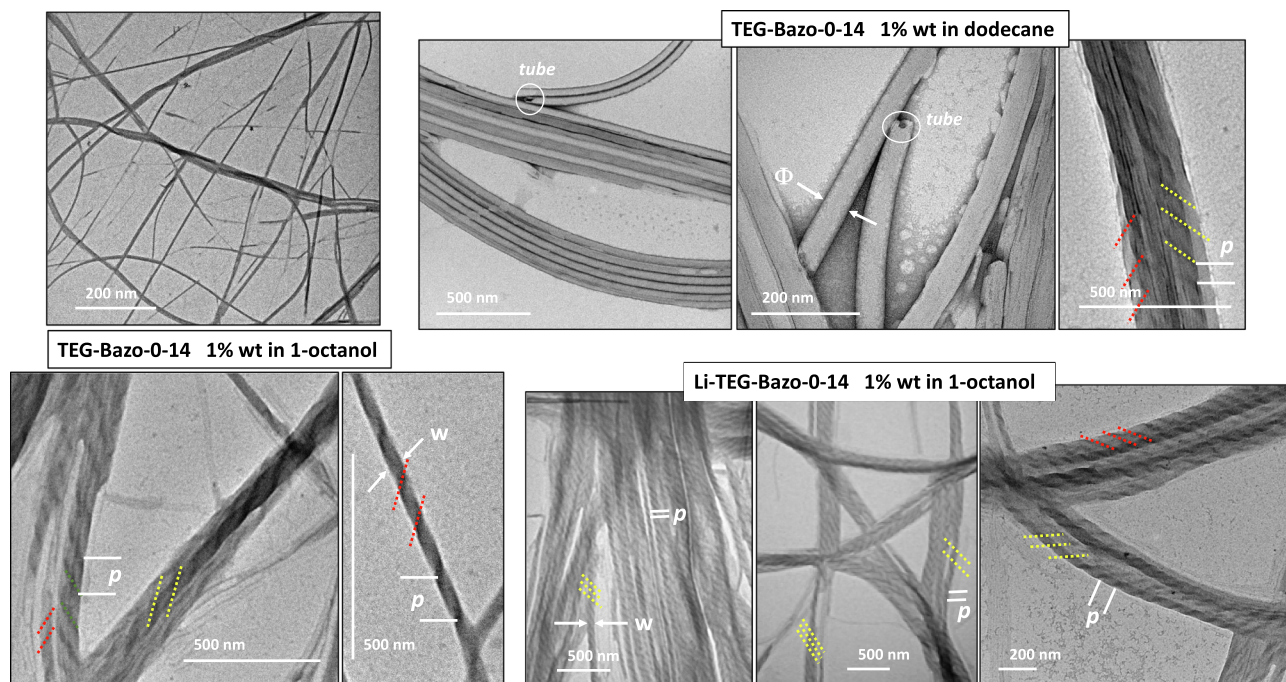 TEG-Bazo-0-14 1% wt in dodecane
200 nm
tube
500 nm
tube
Φ
200 nm
p
500 nm
TEG-Bazo-0-14 1% wt in 1-octanol
p
500 nm
w
p
500 nm
Li-TEG-Bazo-0-14 1% wt in 1-octanol
p
w
500 nm
p
500 nm
p
200 nm